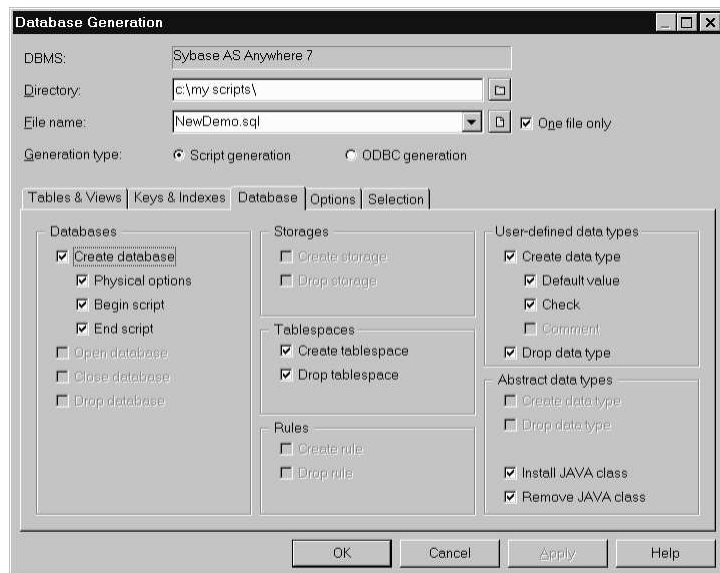 Database Generation
DBMS: Sybase AS Anywhere 7
Directory: c:\my scripts\
File name: NewDemo.sql One file only
Generation type: Script generation ODBC generation
Tables & Views Keys & Indexes Database Options Selection
Databases
Create database
Physical options
Begin script
End script
Open database
Close database
Drop database
Storages
Create storage
Drop storage
Tablespaces
Create tablespace
Drop tablespace
Rules
Create rule
Drop rule
User-defined data types
Create data type
Default value
Check
Comment
Drop data type
Abstract data types
Create data type
Drop data type
Install JAVA class
Remove JAVA class
OK Cancel Apply Help